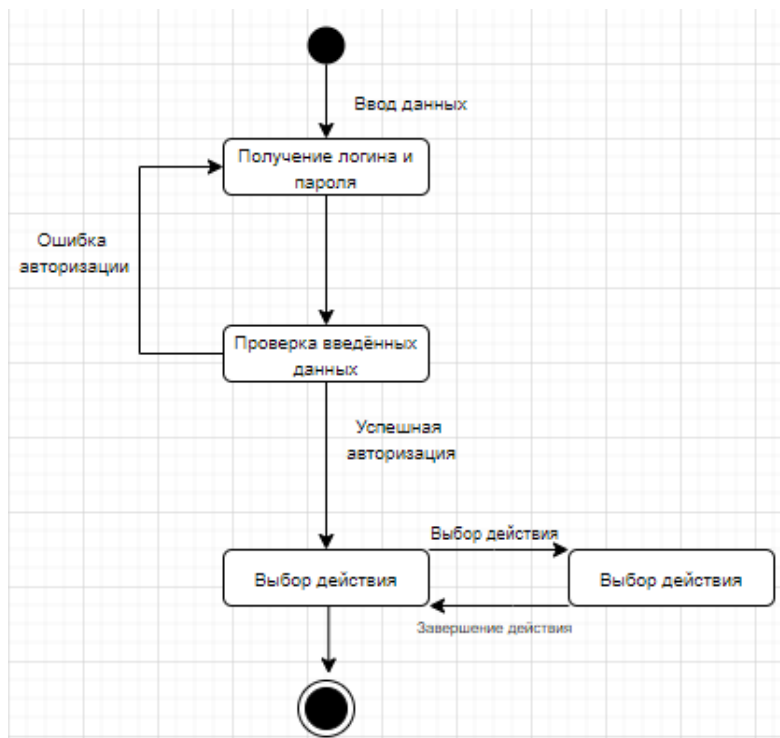 Ввод данных
Получение логина и
пароля
Ошибка
авторизации
Проверка введённых
данных
Успешная
авторизация
Выбор действия
Выбор действия
Выбор действия
Завершение действия